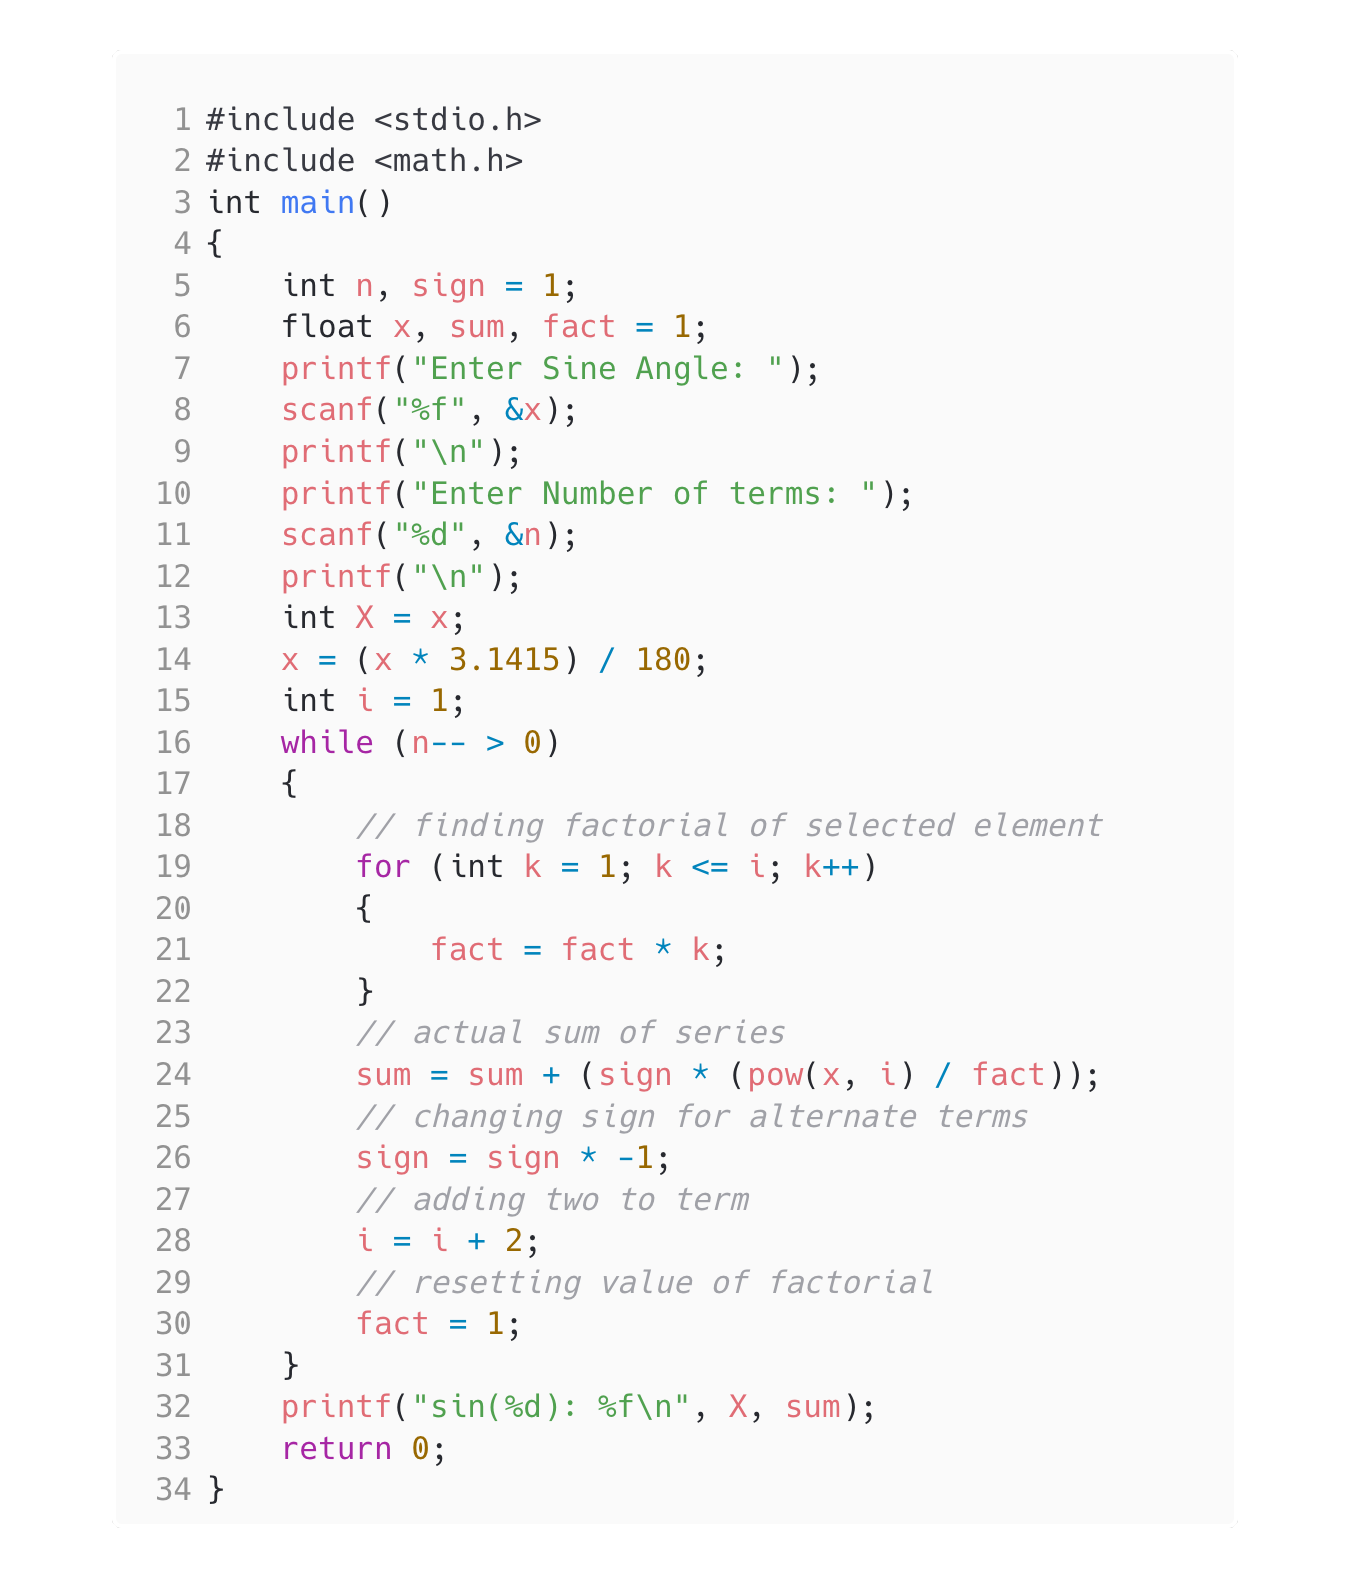 1 #include <stdio.h>
2 #include <math.h>
3 int main()
4 {
5     int n, sign = 1;
6     float x, sum, fact = 1;
7     printf("Enter Sine Angle: ");
8     scanf("%f", &x);
9     printf("\n");
10     printf("Enter Number of terms: ");
11     scanf("%d", &n);
12     printf("\n");
13     int X = x;
14     x = (x * 3.1415) / 180;
15     int i = 1;
16     while (n-- > 0)
17     {
18         // finding factorial of selected element
19         for (int k = 1; k <= i; k++)
20         {
21             fact = fact * k;
22         }
23         // actual sum of series
24         sum = sum + (sign * (pow(x, i) / fact));
25         // changing sign for alternate terms
26         sign = sign * -1;
27         // adding two to term
28         i = i + 2;
29         // resetting value of factorial
30         fact = 1;
31     }
32     printf("sin(%d): %f\n", X, sum);
33     return 0;
34 }